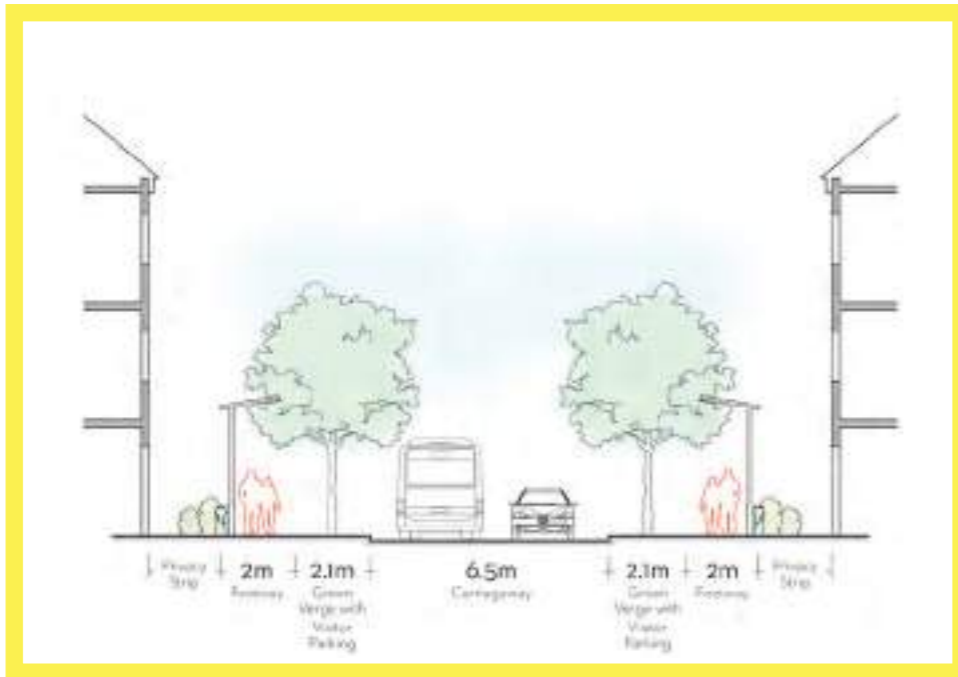 Privacy
Strip
2m
Footway
2.1m
Green
Verge with
Visitor
Parking
6.5m
Carriageway
2.1m
Green
Verge with
Visitor
Parking
2m
Footway
Privacy
Strip